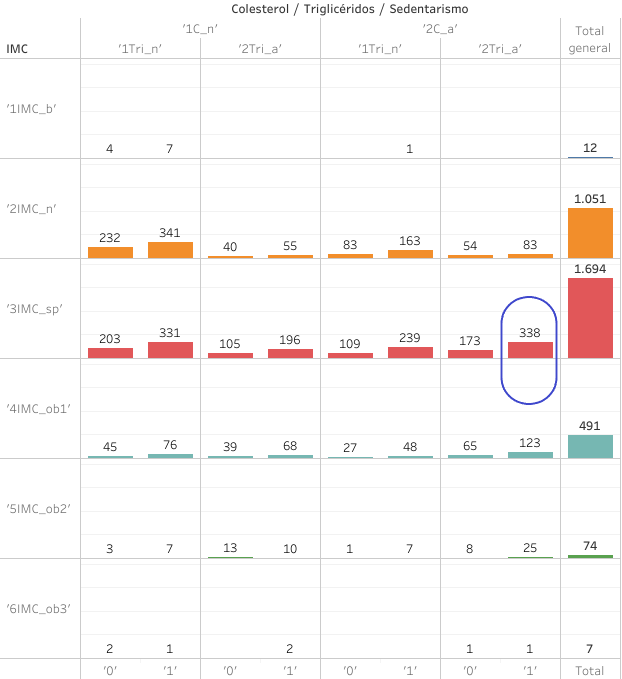 Colesterol / Triglicéridos / Sedentarismo
'1C_n' '2C_a' Total general
IMC '1Tri_n' '2Tri_a' '1Tri_n' '2Tri_a'
'1IMC_b'
4 7 1 12
'2IMC_n'
232 341 40 55 83 163 54 83 1.051
'3IMC_sp'
203 331 105 196 109 239 173 338 1.694
'4IMC_ob1'
45 76 39 68 27 48 65 123 491
'5IMC_ob2'
3 7 13 10 1 7 8 25 74
'6IMC_ob3'
2 1 2 1 1 7
'0' '1' '0' '1' '0' '1' '0' '1' Total